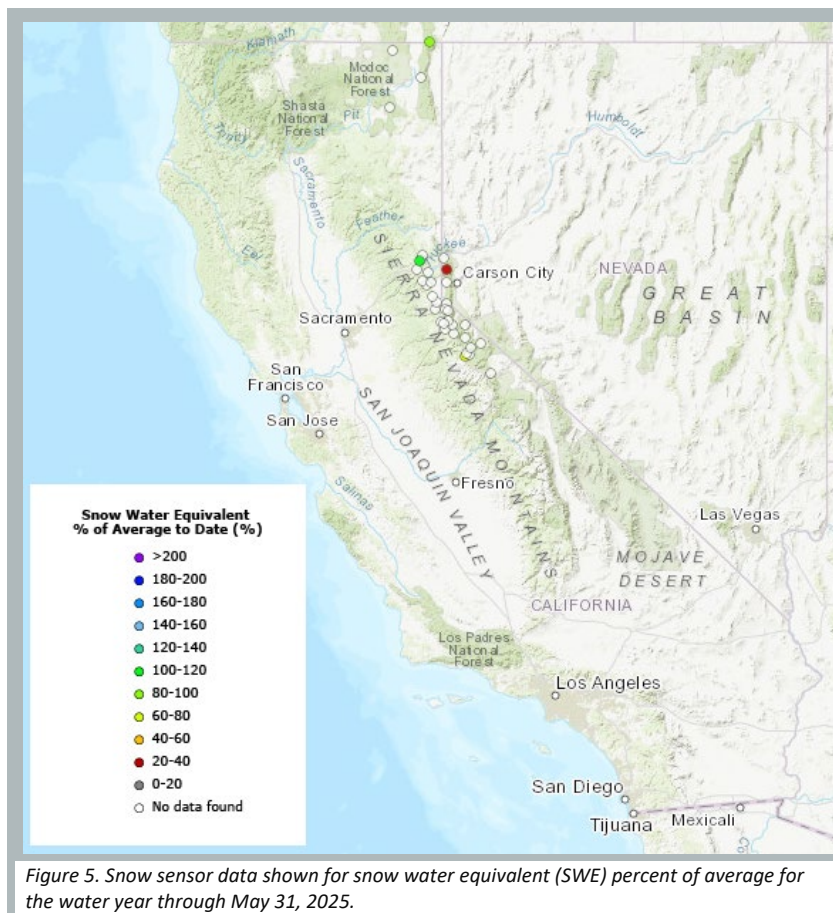 Klamath
Modoc
National
Forest
Shasta
National
Forest
Pit
Trinity
Humboldt
Sacramento
Feather
Eel
SIERRA NEVADA MOUNTAINS
Carson City
NEVADA
GREAT
BASIN
Sacramento
San
Francisco
San Jose
SAN JOAQUIN VALLEY
Salinas
Fresno
Las Vegas
MOJAVE
DESERT
CALIFORNIA
Los Padres
National
Forest
Los Angeles
San Diego
Tijuana
Mexicali
Snow Water Equivalent
% of Average to Date (%)
>200
180-200
160-180
140-160
120-140
100-120
80-100
60-80
40-60
20-40
0-20
No data found
Figure 5. Snow sensor data shown for snow water equivalent (SWE) percent of average for
the water year through May 31, 2025.